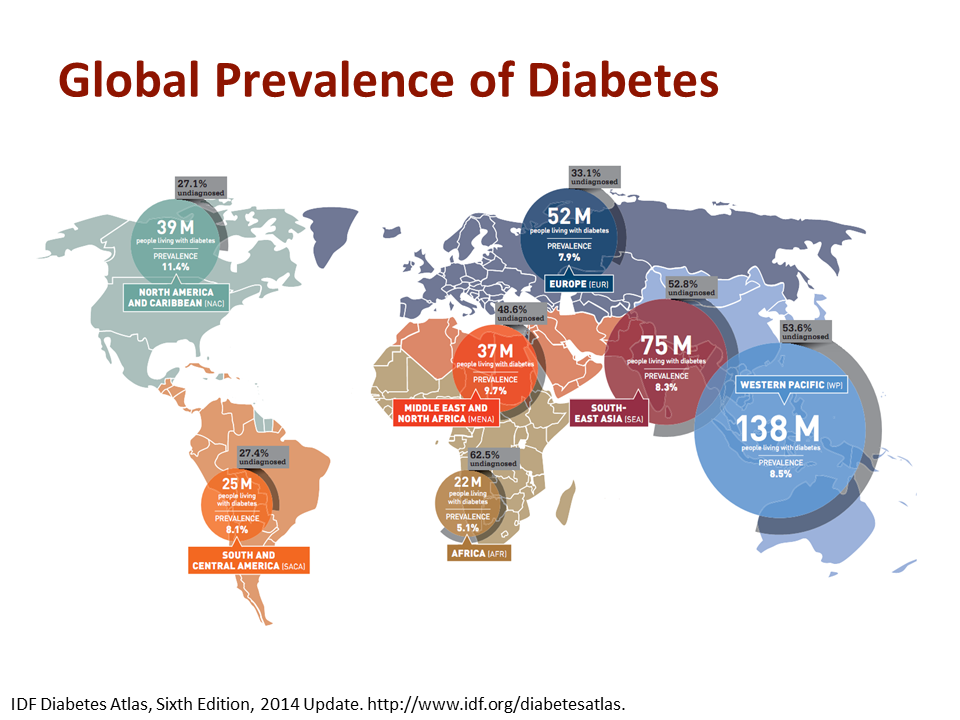 Global Prevalence of Diabetes
27.1%
undiagnosed
39 M
people living with diabetes
PREVALENCE
11.4%
NORTH AMERICA
AND CARIBBEAN (NAC)
33.1%
undiagnosed
52 M
people living with diabetes
PREVALENCE
7.9%
EUROPE (EUR)
48.6%
undiagnosed
37 M
people living with diabetes
PREVALENCE
9.7%
MIDDLE EAST AND
NORTH AFRICA (MENA)
52.8%
undiagnosed
75 M
people living with diabetes
PREVALENCE
8.3%
SOUTH-
EAST ASIA (SEA)
53.6%
undiagnosed
WESTERN PACIFIC (WP)
138 M
people living with diabetes
PREVALENCE
8.5%
27.4%
undiagnosed
25 M
people living
with diabetes
PREVALENCE
8.1%
SOUTH AND
CENTRAL AMERICA (SACA)
62.5%
undiagnosed
22 M
people living
with diabetes
PREVALENCE
5.1%
AFRICA (AFR)
IDF Diabetes Atlas, Sixth Edition, 2014 Update. http://www.idf.org/diabetesatlas.